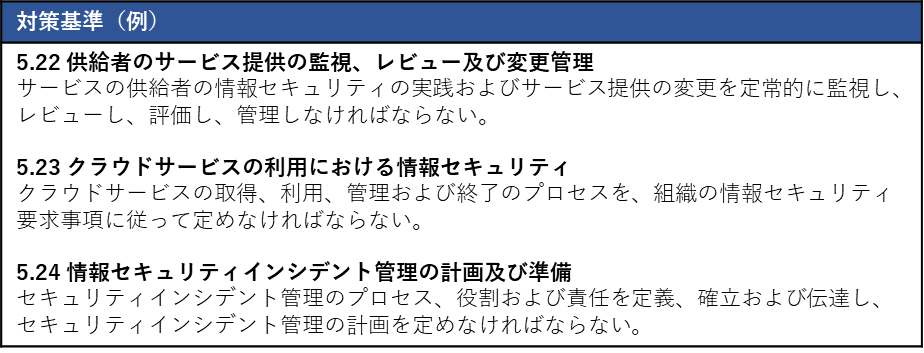 対策基準（例）
5.22 供給者のサービス提供の監視、レビュー及び変更管理
サービスの供給者の情報セキュリティの実践およびサービス提供の変更を定常的に監視し、
レビューし、評価し、管理しなければならない。
5.23 クラウドサービスの利用における情報セキュリティ
クラウドサービスの取得、利用、管理および終了のプロセスを、組織の情報セキュリティ
要求事項に従って定めなければならない。
5.24 情報セキュリティインシデント管理の計画及び準備
セキュリティインシデント管理のプロセス、役割および責任を定義、確立および伝達し、
セキュリティインシデント管理の計画を定めなければならない。